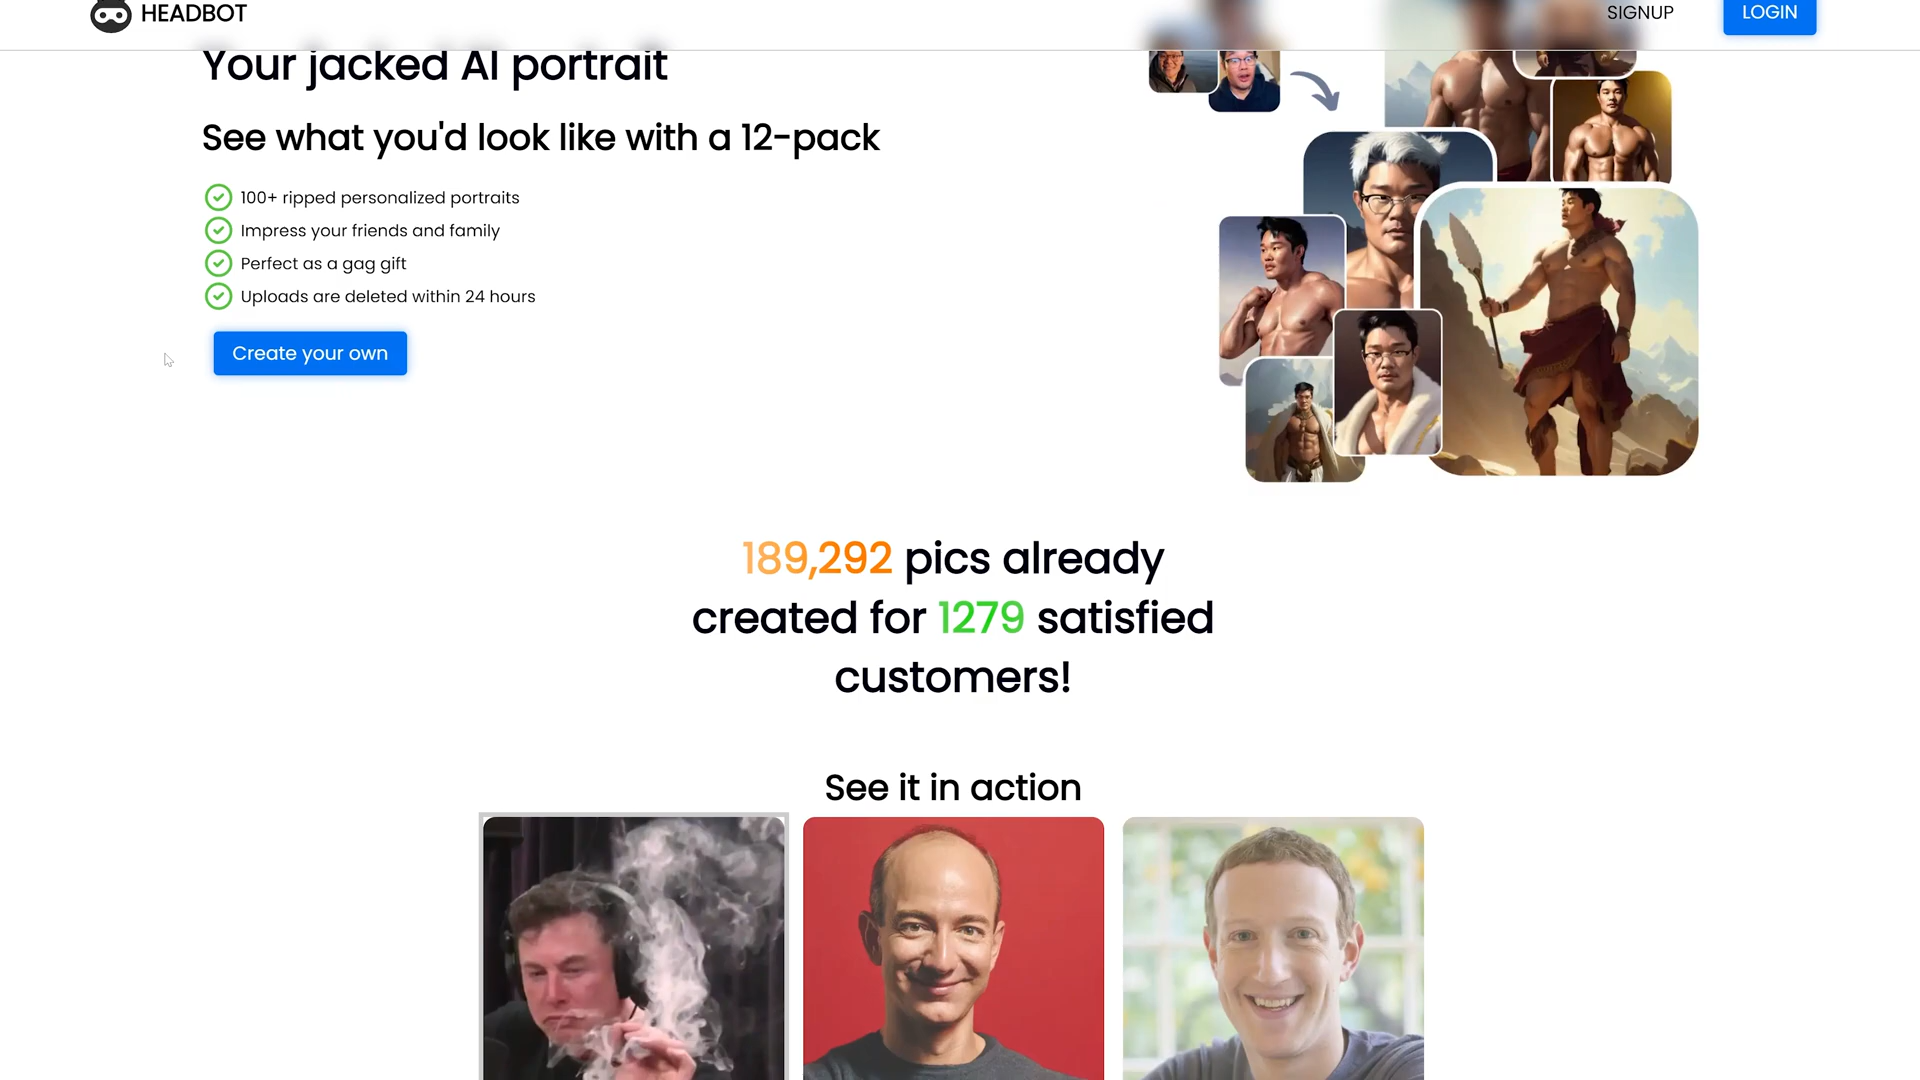 HEADBOT
SIGNUP
LOGIN
Your jacked AI portrait
See what you'd look like with a 12-pack
100+ ripped personalized portraits
Impress your friends and family
Perfect as a gag gift
Uploads are deleted within 24 hours
Create your own
189,292 pics already
created for 1279 satisfied
customers!
See it in action